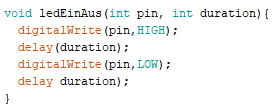 void ledEinAus(int pin, int duration){
digitalWrite(pin,HIGH);
delay(duration);
digitalWrite(pin,LOW);
delay duration);
}